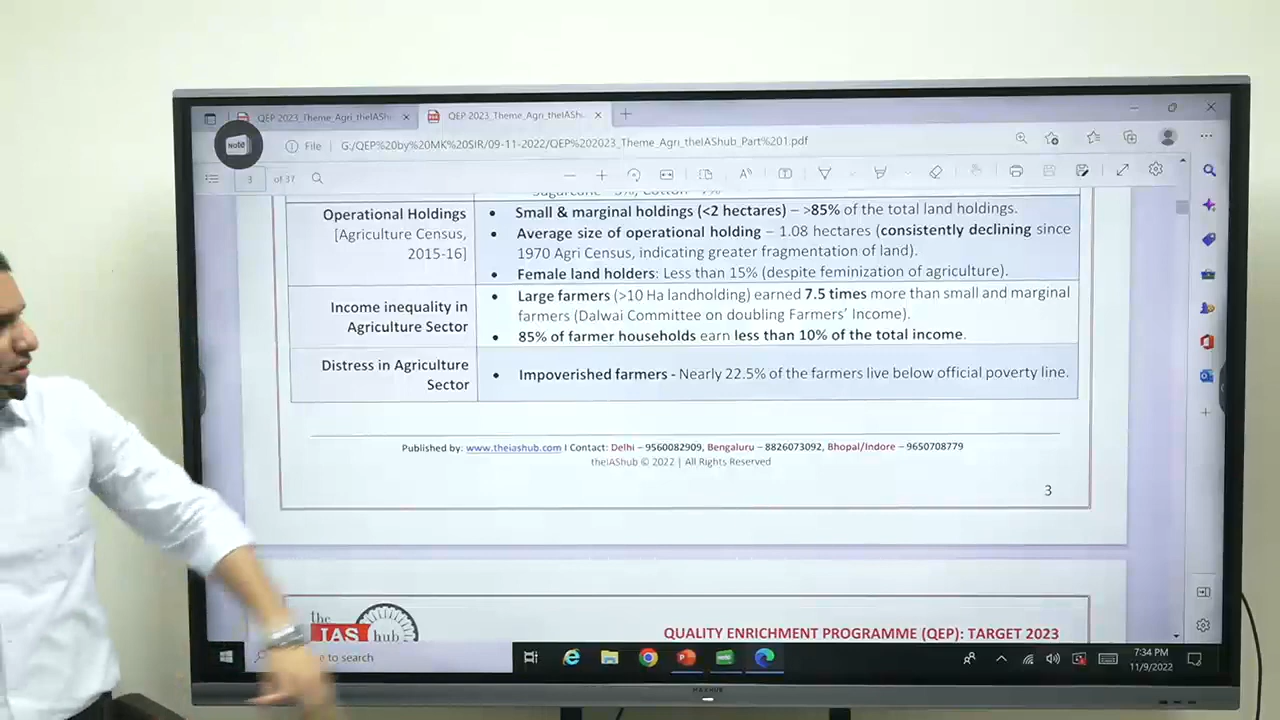 QEP 2023_Theme_Agri_theIASh
QEP 2023_Theme_Agri_theIASh
Note
File
G:/QEP%20by%20MK%20SIR/09-11-2022/QEP%202023_Theme_Agri_theIAShub_Part%201.pdf
3 of 37
Operational Holdings
[Agriculture Census,
2015-16]
• Small & marginal holdings (<2 hectares) – >85% of the total land holdings.
• Average size of operational holding – 1.08 hectares (consistently declining since
1970 Agri Census, indicating greater fragmentation of land).
• Female land holders: Less than 15% (despite feminization of agriculture).
Income inequality in
Agriculture Sector
• Large farmers (>10 Ha landholding) earned 7.5 times more than small and marginal
farmers (Dalwai Committee on doubling Farmers' Income).
• 85% of farmer households earn less than 10% of the total income.
Distress in Agriculture
Sector
• Impoverished farmers - Nearly 22.5% of the farmers live below official poverty line.
Published by: www.theiashub.com I Contact: Delhi – 9560082909, Bengaluru – 8826073092, Bhopal/Indore – 9650708779
theIAShub © 2022 | All Rights Reserved
3
the
IAS hub
QUALITY ENRICHMENT PROGRAMME (QEP): TARGET 2023
to search
7:34 PM
11/9/2022
MAXHUB